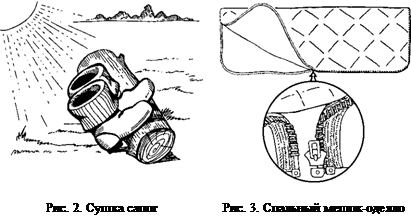 Рис. 2. Сушка сапог
Рис. 3. Спальный мешок-одеяло